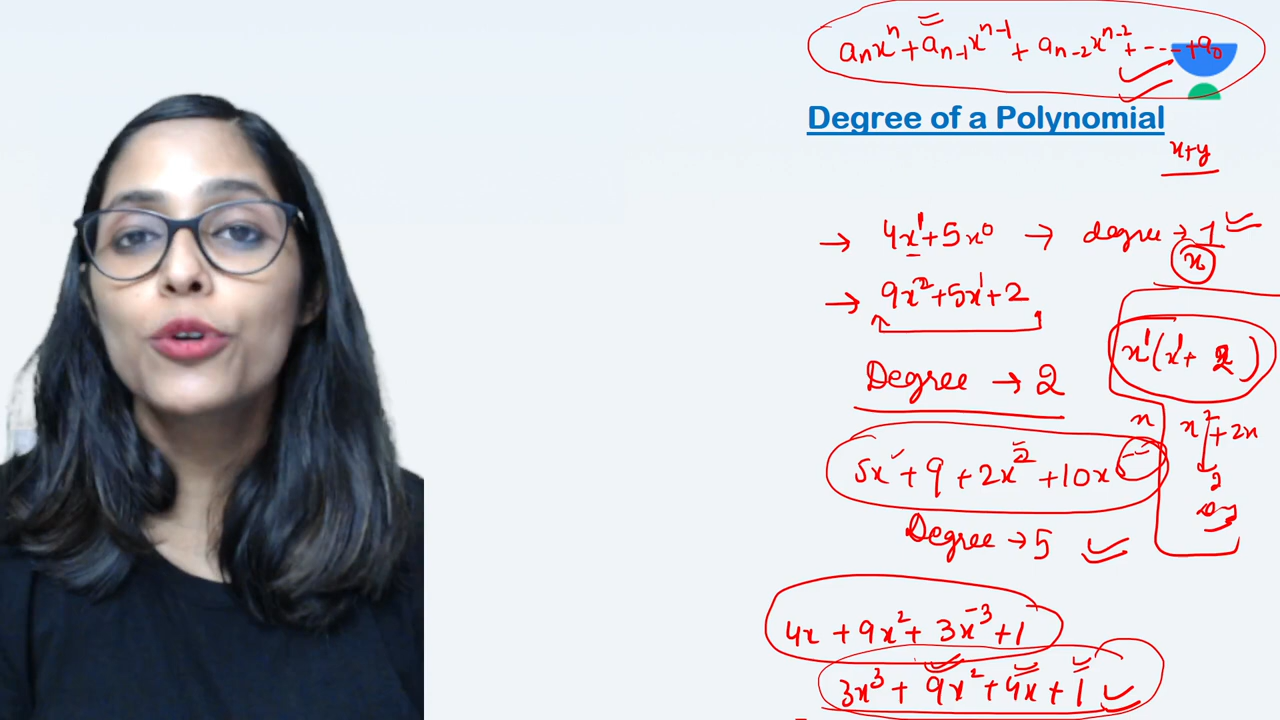 aₙxⁿ + aₙ₋₁xⁿ⁻¹ + aₙ₋₂xⁿ⁻² + --- + a₀
Degree of a Polynomial
x+y
→ 4x¹+5x⁰ → degree → 1
x
→ 9x²+5x¹+2
x¹(x¹+ 2)
Degree → 2
x
x²+2x
5x + 9 + 2x² + 10x
2
Degree → 5
4x + 9x² + 3x⁻³ + 1
3x³ + 9x² + 4x + 1